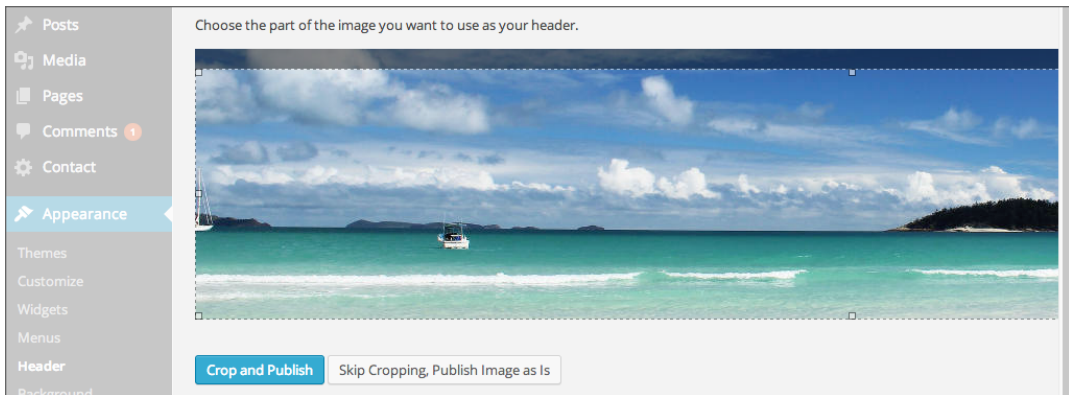 Posts
Media
Pages
Comments 1
Contact
Appearance
Themes
Customize
Widgets
Menus
Header
Background
Choose the part of the image you want to use as your header.
Crop and Publish
Skip Cropping, Publish Image as Is